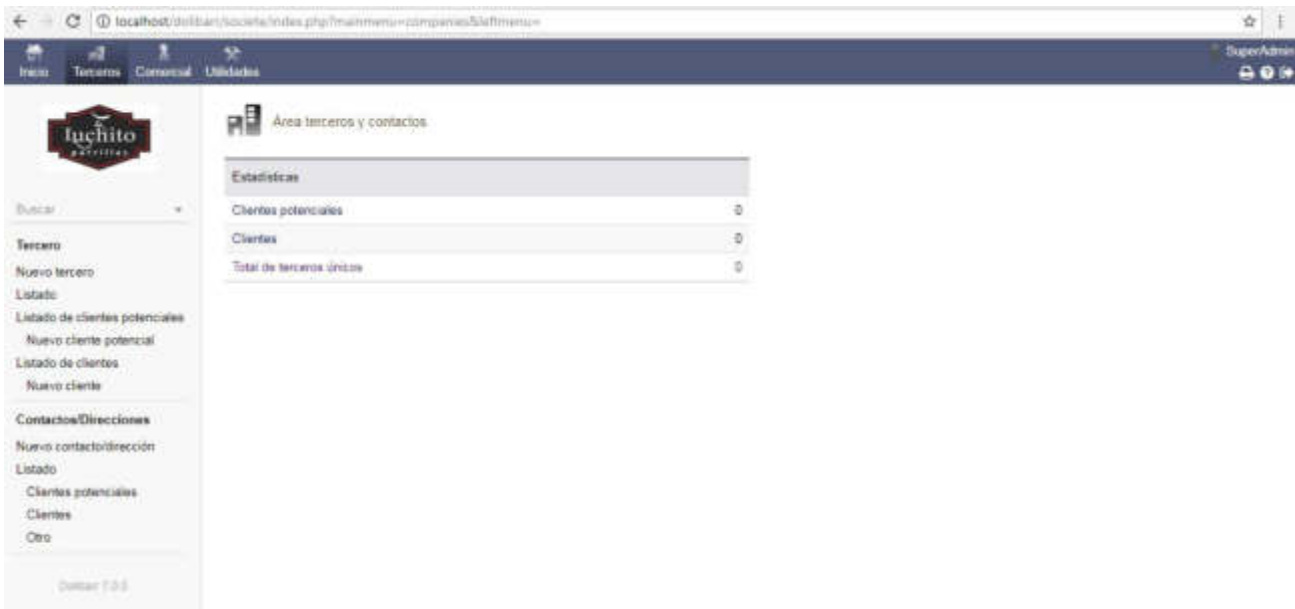 localhost/dolibarr/societe/index.php?mainmenu=companies&leftmenu=
Inicio Terceros Comercial Utilidades
SuperAdmin
luchito
parrillas
Área terceros y contactos
Estadísticas
Clientes potenciales 0
Clientes 0
Total de terceros únicos 0
Buscar
Tercero
Nuevo tercero
Listado
Listado de clientes potenciales
Nuevo cliente potencial
Listado de clientes
Nuevo cliente
Contactos/Direcciones
Nuevo contacto/dirección
Listado
Clientes potenciales
Clientes
Otro
Dolibarr